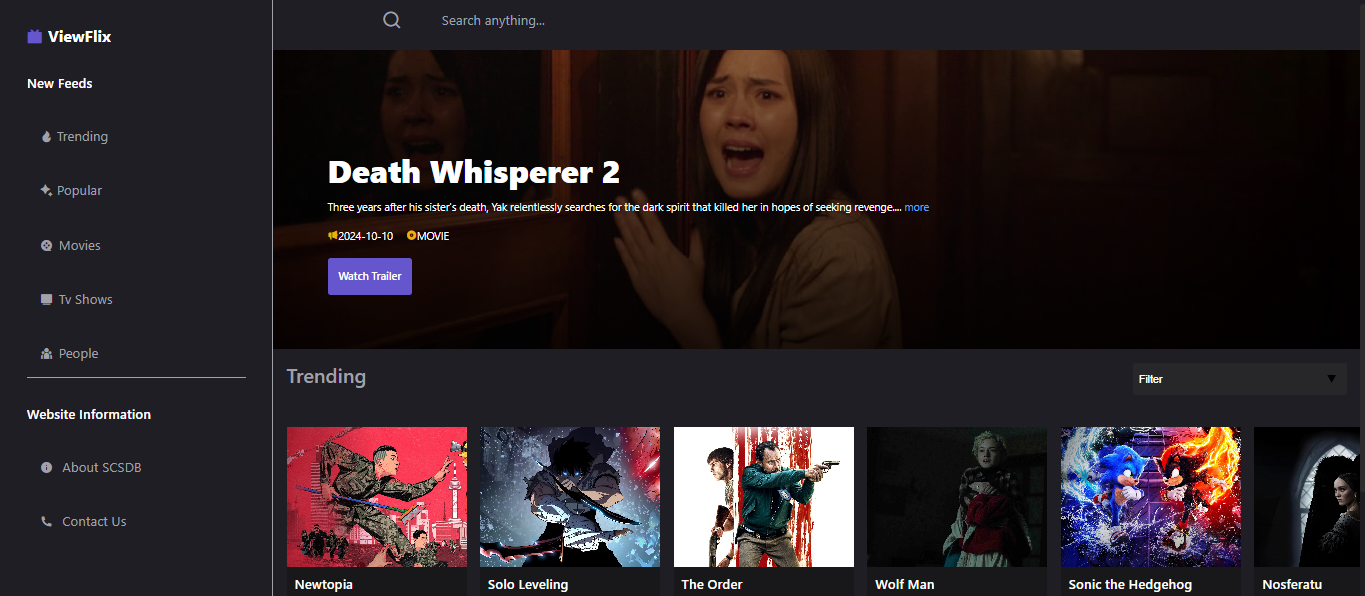 ViewFlix
New Feeds
Trending
Popular
Movies
Tv Shows
People
Website Information
About SCSDB
Contact Us
Search anything...
Death Whisperer 2
Three years after his sister's death, Yak relentlessly searches for the dark spirit that killed her in hopes of seeking revenge.... more
2024-10-10 MOVIE
Watch Trailer
Trending
Filter
Newtopia
Solo Leveling
The Order
Wolf Man
Sonic the Hedgehog
Nosferatu